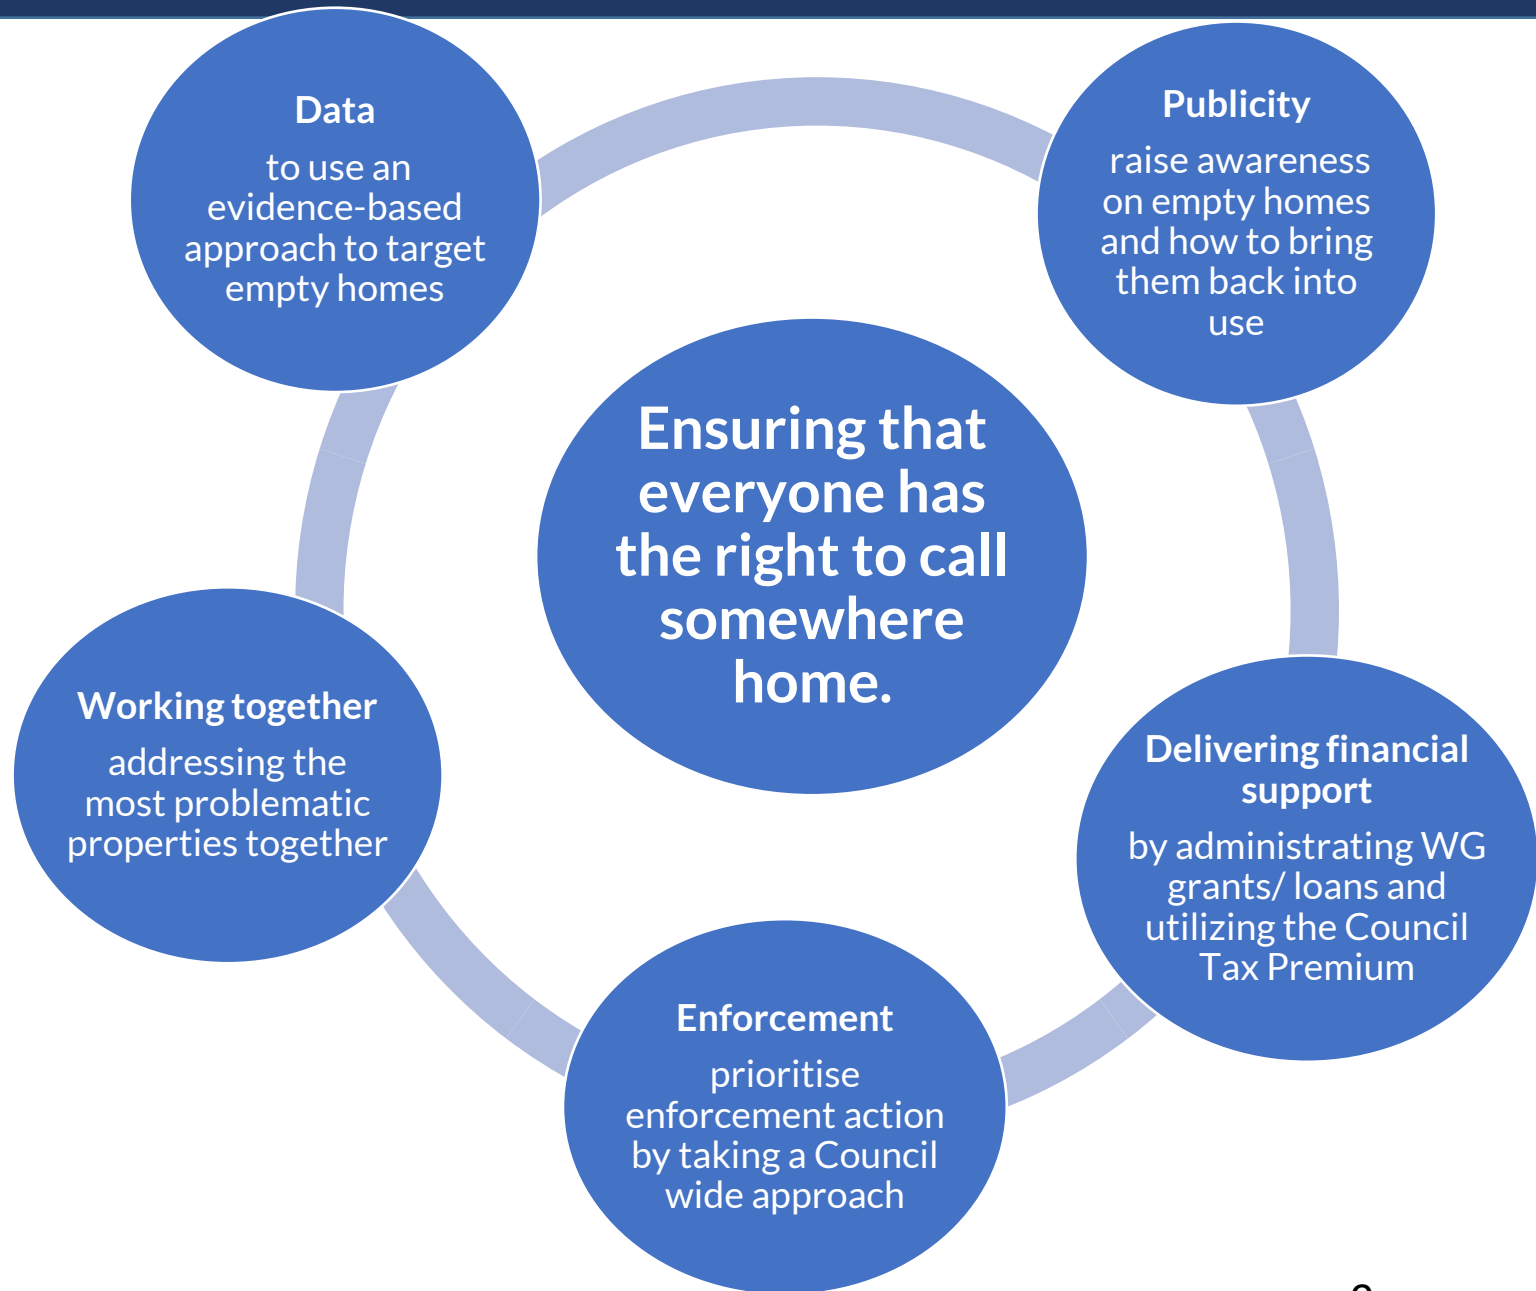 Data
to use an
evidence-based
approach to target
empty homes
Publicity
raise awareness
on empty homes
and how to bring
them back into
use
Ensuring that
everyone has
the right to call
somewhere
home.
Working together
addressing the
most problematic
properties together
Delivering financial
support
by administrating WG
grants/ loans and
utilizing the Council
Tax Premium
Enforcement
prioritise
enforcement action
by taking a Council
wide approach